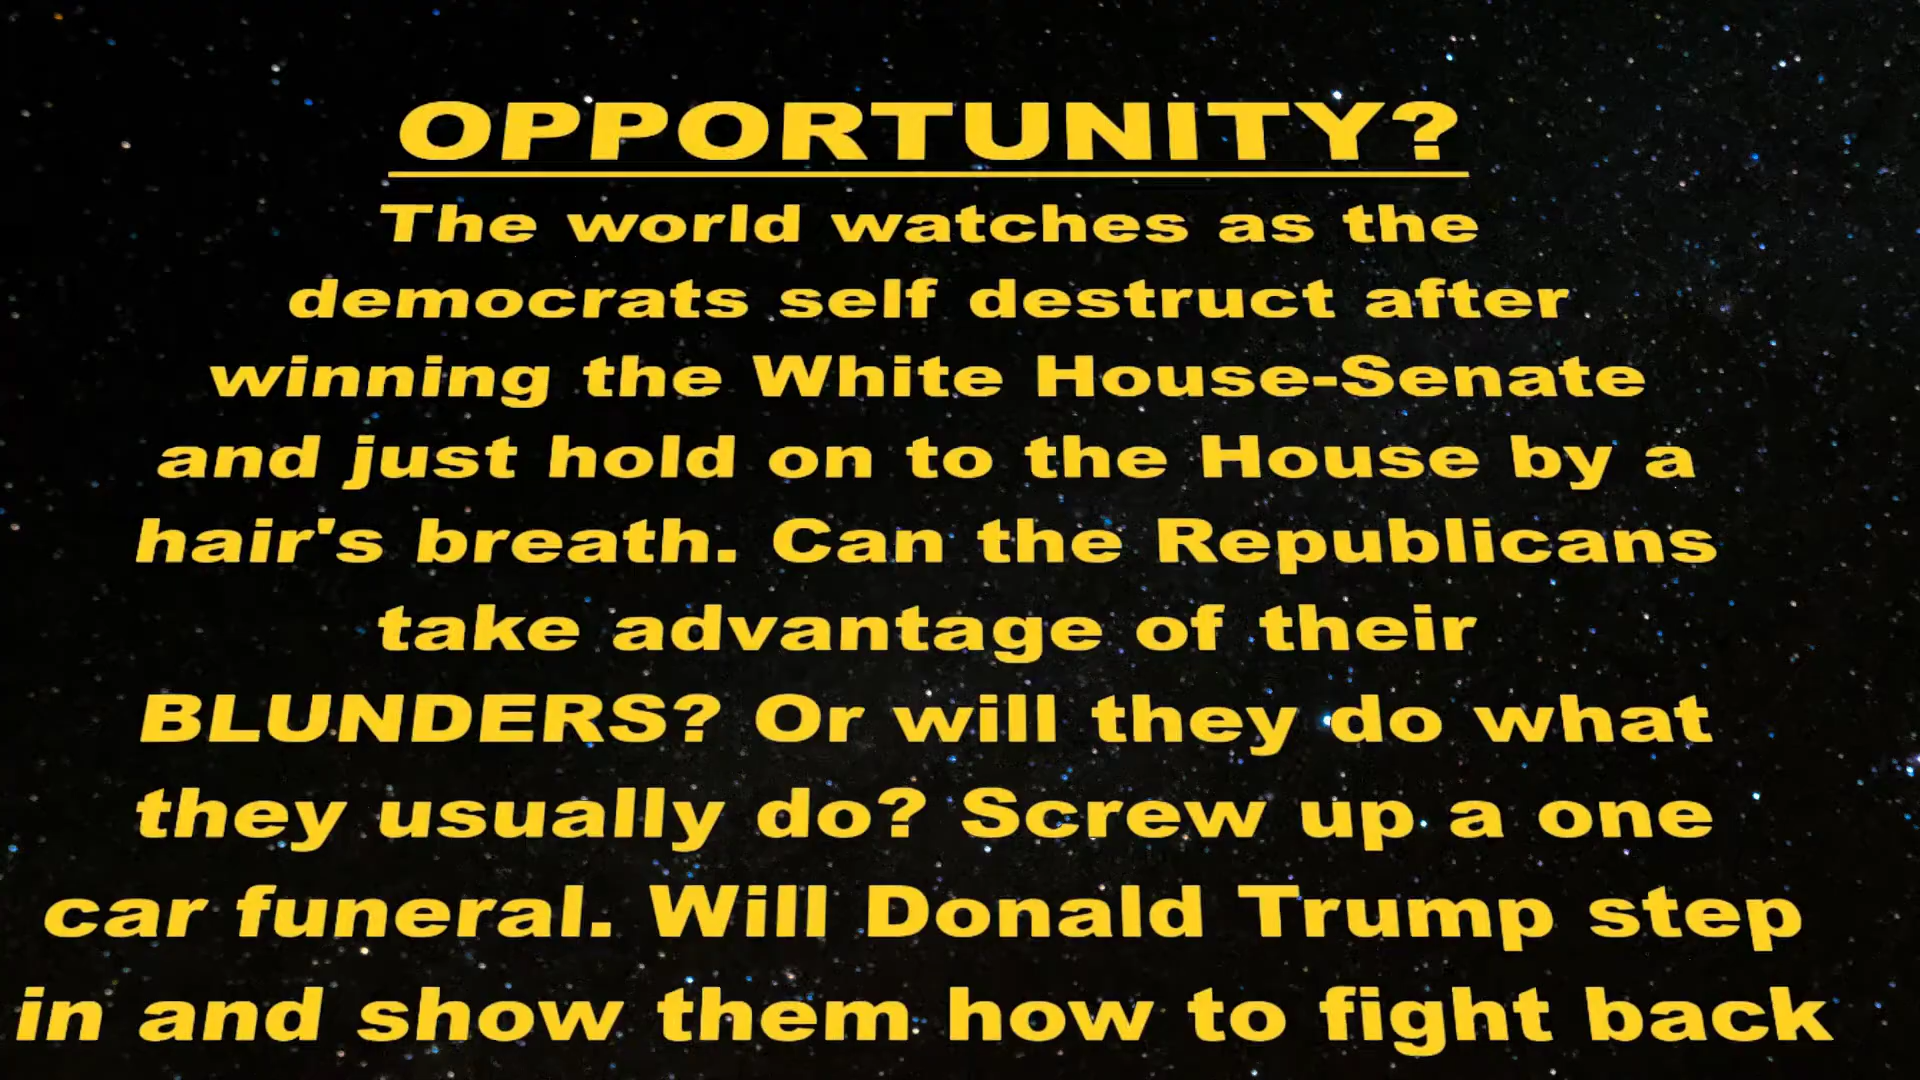 OPPORTUNITY?
The world watches as the
democrats self destruct after
winning the White House-Senate
and just hold on to the House by a
hair's breath. Can the Republicans
take advantage of their
BLUNDERS? Or will they do what
they usually do? Screw up a one
car funeral. Will Donald Trump step
in and show them how to fight back